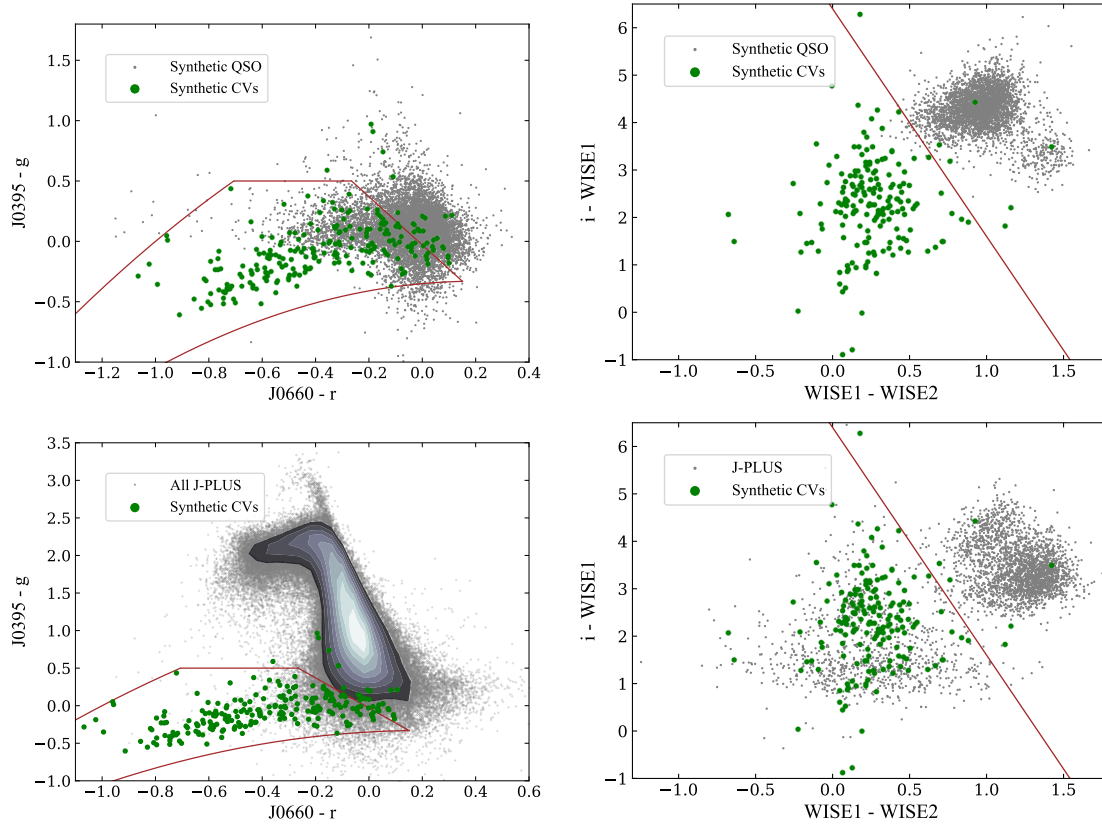 1.5
1.0
0.5
0.0
−0.5
−1.0
J0395 - g
Synthetic QSO
Synthetic CVs
−1.2 −1.0 −0.8 −0.6 −0.4 −0.2 0.0 0.2 0.4
J0660 - r
6
5
4
3
2
1
0
−1
i - WISE1
Synthetic QSO
Synthetic CVs
−1.0 −0.5 0.0 0.5 1.0 1.5
WISE1 - WISE2
3.5
3.0
2.5
2.0
1.5
1.0
0.5
0.0
−0.5
−1.0
J0395 - g
All J-PLUS
Synthetic CVs
−1.0 −0.8 −0.6 −0.4 −0.2 0.0 0.2 0.4 0.6
J0660 - r
6
5
4
3
2
1
0
−1
i - WISE1
J-PLUS
Synthetic CVs
−1.0 −0.5 0.0 0.5 1.0 1.5
WISE1 - WISE2